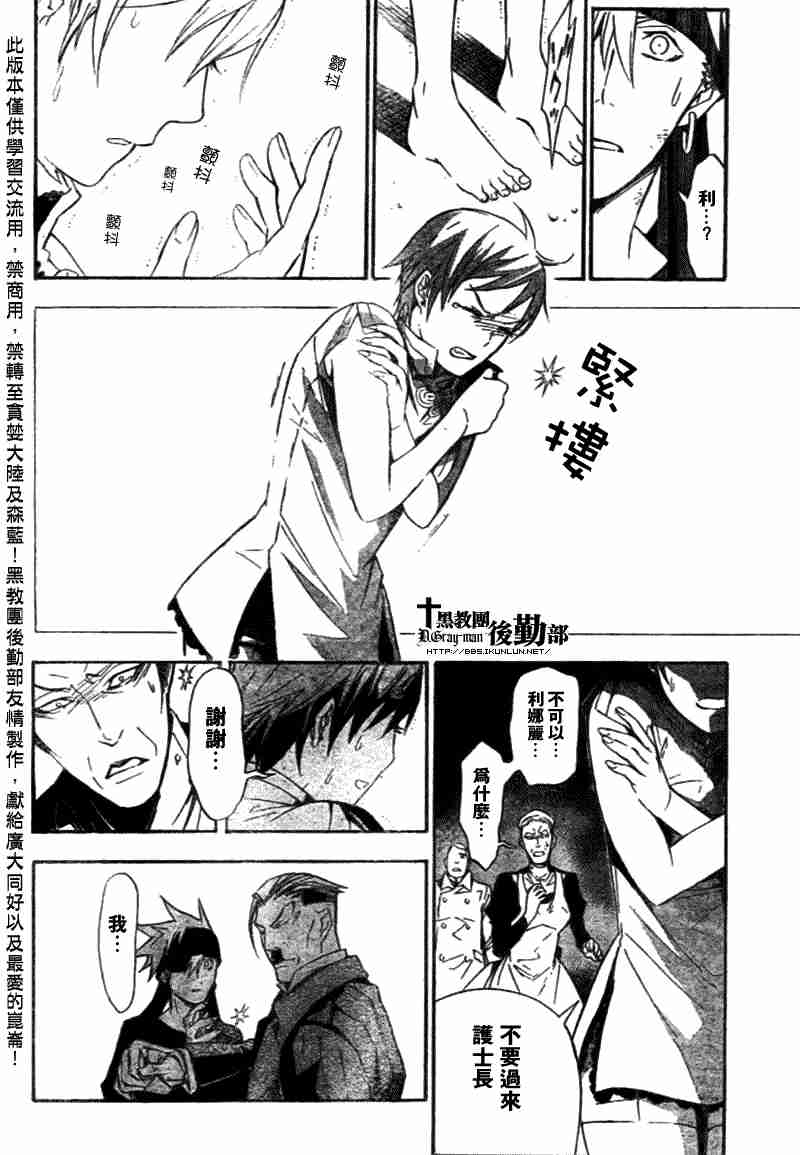 利…？
顫抖
顫抖
顫抖
顫抖
緊摟
十黑教團
D.Gray-man
後勤部
HTTP://BBS.IKUNLUN.NET/
不可以…
利娜麗…
爲什麼…
不要過來
護士長
謝謝…
我…
此版本僅供學習交流用，禁商用，禁轉至貪婪大陸及森藍！黑教團後勤部友情製作，獻給廣大同好以及最愛的崑崙！